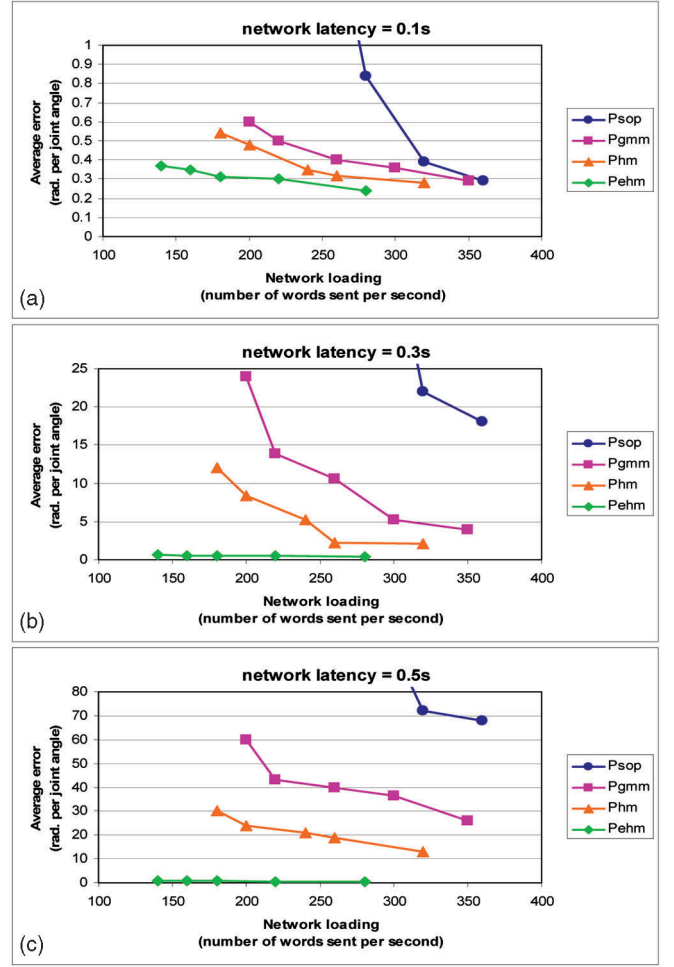 network latency = 0.1s
1
0.9
0.8
0.7
0.6
0.5
0.4
0.3
0.2
0.1
0
Average error
(rad. per joint angle)
100 150 200 250 300 350 400
Network loading
(number of words sent per second)
Psop
Pgmm
Phm
Pehm
(a)
network latency = 0.3s
25
20
15
10
5
0
Average error
(rad. per joint angle)
100 150 200 250 300 350 400
Network loading
(number of words sent per second)
Psop
Pgmm
Phm
Pehm
(b)
network latency = 0.5s
80
70
60
50
40
30
20
10
0
Average error
(rad. per joint angle)
100 150 200 250 300 350 400
Network loading
(number of words sent per second)
Psop
Pgmm
Phm
Pehm
(c)